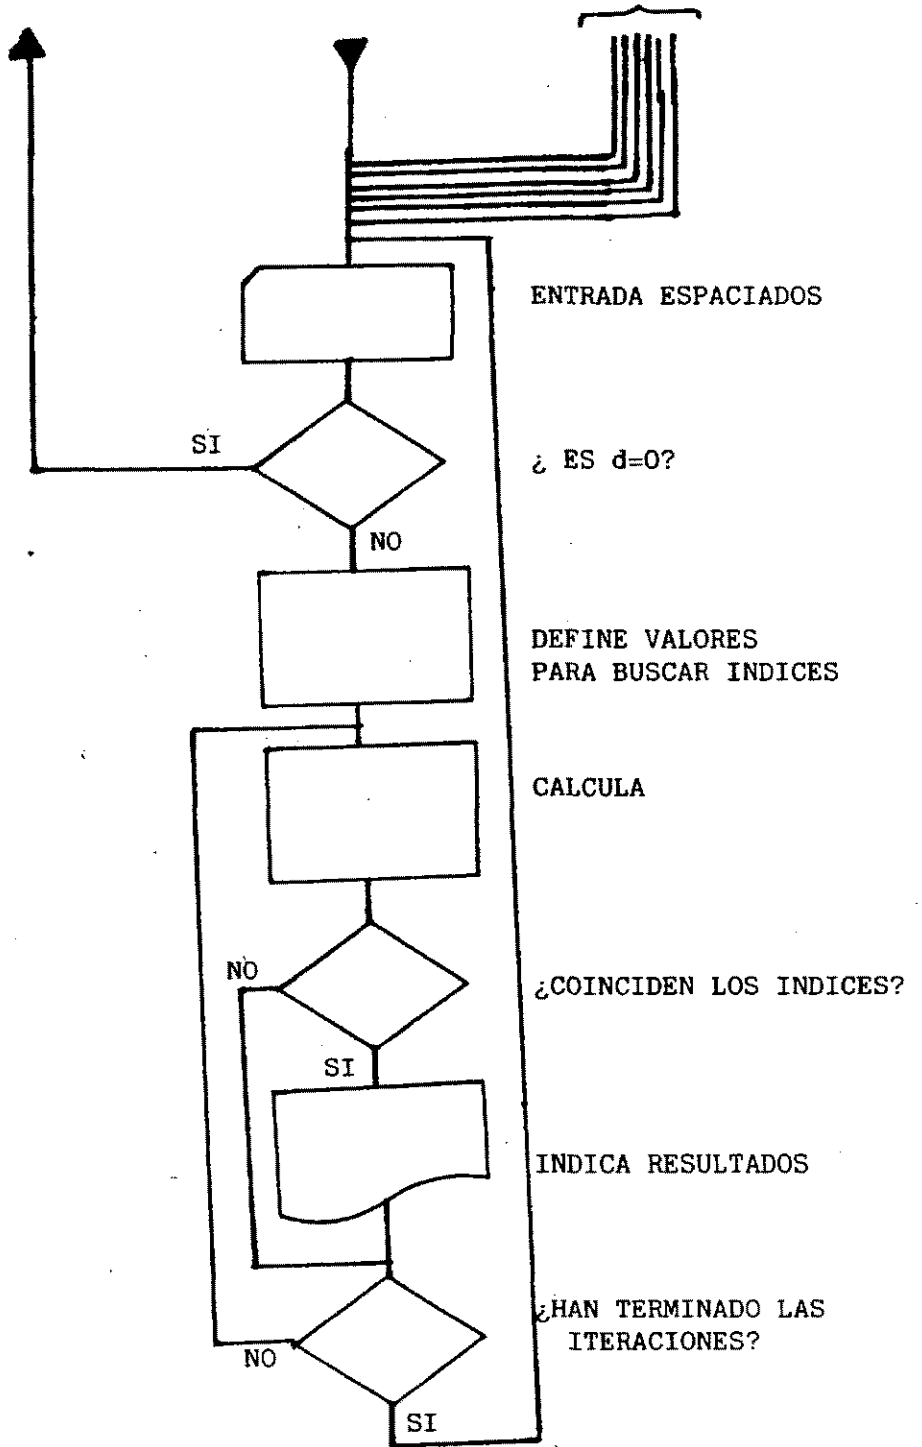 ENTRADA ESPACIADOS
SI
¿ ES d=0?
NO
DEFINE VALORES
PARA BUSCAR INDICES
CALCULA
NO
¿COINCIDEN LOS INDICES?
SI
INDICA RESULTADOS
¿HAN TERMINADO LAS
ITERACIONES?
NO
SI